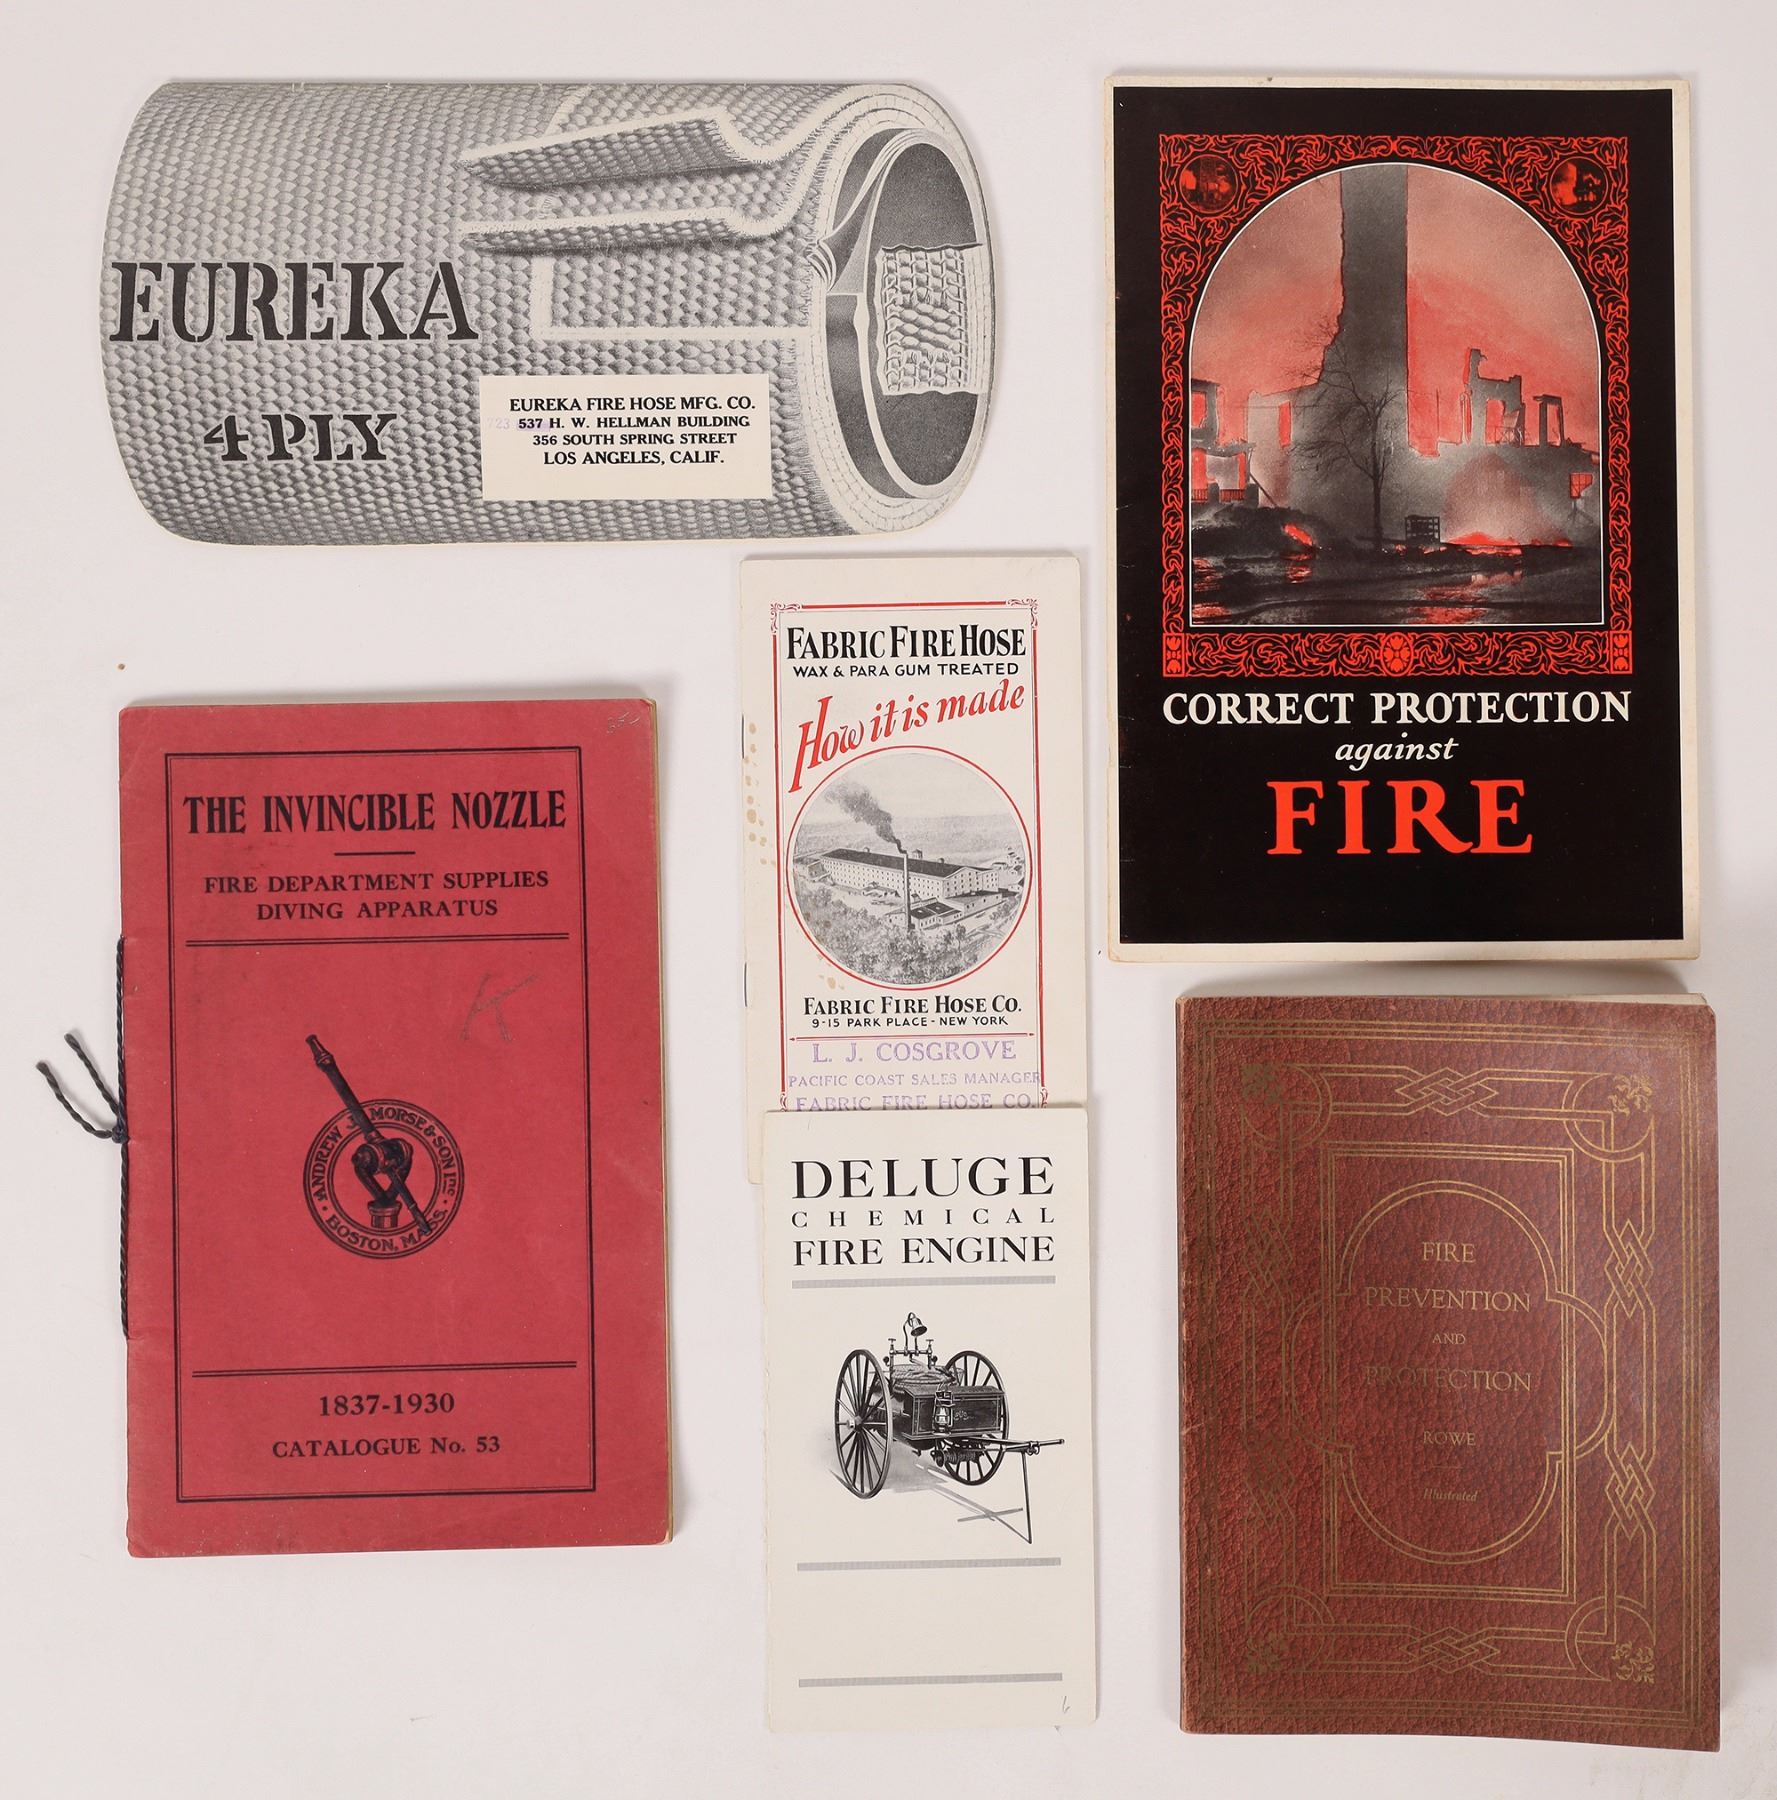 EUREKA
4 PLY
EUREKA FIRE HOSE MFG. CO.
723 537 H. W. HELLMAN BUILDING
356 SOUTH SPRING STREET
LOS ANGELES, CALIF.
CORRECT PROTECTION
against
FIRE
FABRIC FIRE HOSE
WAX & PARA GUM TREATED
How it is made
FABRIC FIRE HOSE CO.
9-15 PARK PLACE - NEW YORK
L. J. COSGROVE
PACIFIC COAST SALES MANAGER
FABRIC FIRE HOSE CO.
THE INVINCIBLE NOZZLE
FIRE DEPARTMENT SUPPLIES
DIVING APPARATUS
K
ANDREW J. MORSE & SON INC.
BOSTON, MASS.
1837-1930
CATALOGUE No. 53
DELUGE
CHEMICAL
FIRE ENGINE
6
FIRE
PREVENTION
AND
PROTECTION
ROWE
Illustrated